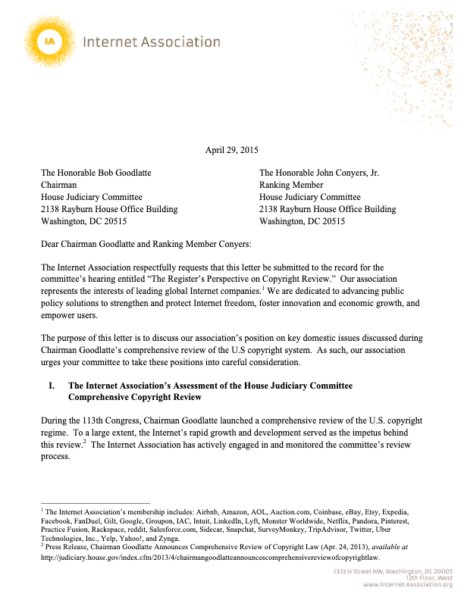 IA
Internet Association
April 29, 2015
The Honorable Bob Goodlatte
Chairman
House Judiciary Committee
2138 Rayburn House Office Building
Washington, DC 20515
The Honorable John Conyers, Jr.
Ranking Member
House Judiciary Committee
2138 Rayburn House Office Building
Washington, DC 20515
Dear Chairman Goodlatte and Ranking Member Conyers:
The Internet Association respectfully requests that this letter be submitted to the record for the
committee's hearing entitled “The Register's Perspective on Copyright Review.” Our association
represents the interests of leading global Internet companies.¹ We are dedicated to advancing public
policy solutions to strengthen and protect Internet freedom, foster innovation and economic growth, and
empower users.
The purpose of this letter is to discuss our association's position on key domestic issues discussed during
Chairman Goodlatte's comprehensive review of the U.S copyright system. As such, our association
urges your committee to take these positions into careful consideration.
I. The Internet Association's Assessment of the House Judiciary Committee
Comprehensive Copyright Review
During the 113th Congress, Chairman Goodlatte launched a comprehensive review of the U.S. copyright
regime. To a large extent, the Internet's rapid growth and development served as the impetus behind
this review.² The Internet Association has actively engaged in and monitored the committee's review
process.
¹ The Internet Association's membership includes: Airbnb, Amazon, AOL, Auction.com, Coinbase, eBay, Etsy, Expedia,
Facebook, FanDuel, Gilt, Google, Groupon, IAC, Intuit, LinkedIn, Lyft, Monster Worldwide, Netflix, Pandora, Pinterest,
Practice Fusion, Rackspace, reddit, Salesforce.com, Sidecar, Snapchat, SurveyMonkey, TripAdvisor, Twitter, Uber
Technologies, Inc., Yelp, Yahoo!, and Zynga.
² Press Release, Chairman Goodlatte Announces Comprehensive Review of Copyright Law (Apr. 24, 2013), available at
http://judiciary.house.gov/index.cfm/2013/4/chairmangoodlatteannouncescomprehensivereviewofcopyrightlaw.
1333 H Street NW, Washington, DC 20005
12th Floor, West
www.internet Association.org